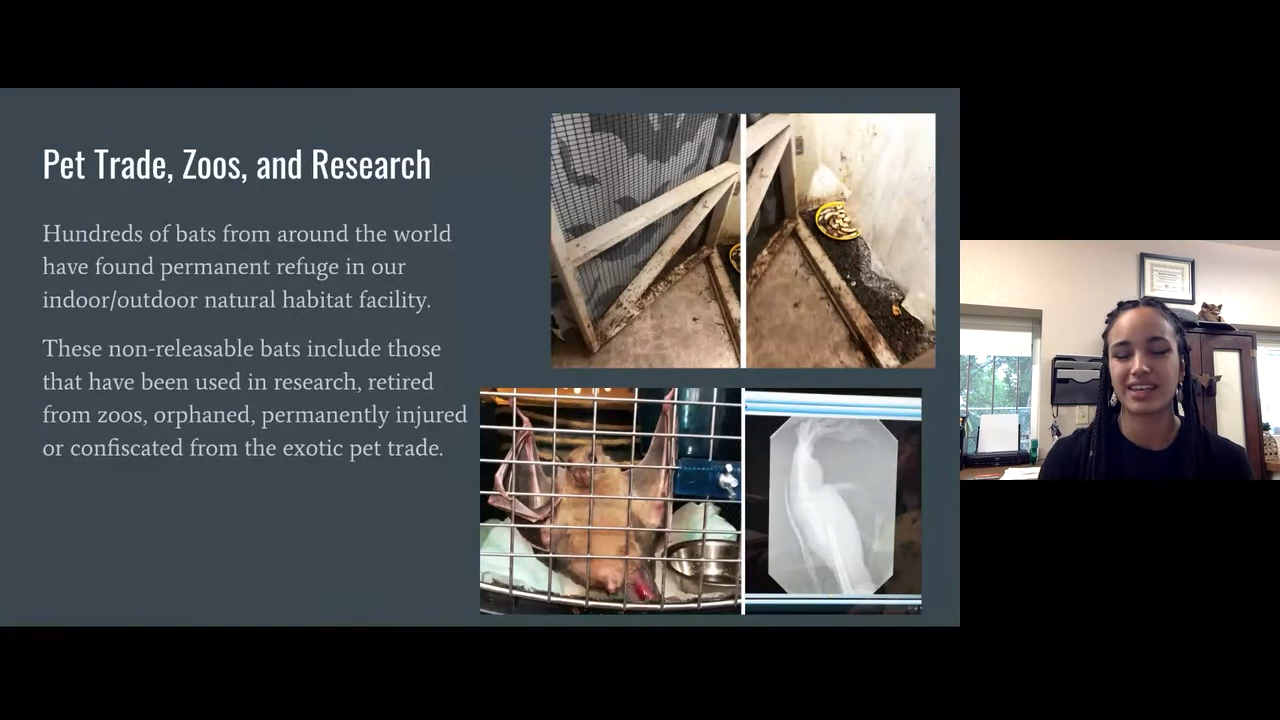 Pet Trade, Zoos, and Research
Hundreds of bats from around the world
have found permanent refuge in our
indoor/outdoor natural habitat facility.
These non-releasable bats include those
that have been used in research, retired
from zoos, orphaned, permanently injured
or confiscated from the exotic pet trade.